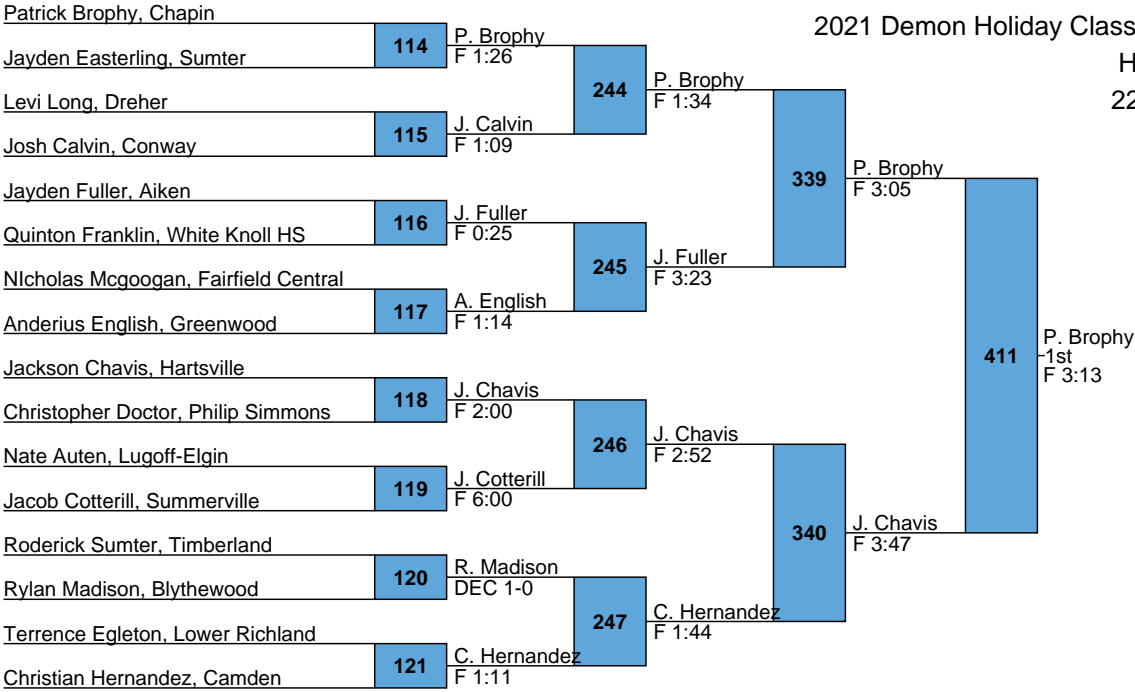 2021 Demon Holiday Class
H
22
Patrick Brophy, Chapin
Jayden Easterling, Sumter
Levi Long, Dreher
Josh Calvin, Conway
Jayden Fuller, Aiken
Quinton Franklin, White Knoll HS
NIcholas Mcgoogan, Fairfield Central
Anderius English, Greenwood
Jackson Chavis, Hartsville
Christopher Doctor, Philip Simmons
Nate Auten, Lugoff-Elgin
Jacob Cotterill, Summerville
Roderick Sumter, Timberland
Rylan Madison, Blythewood
Terrence Egleton, Lower Richland
Christian Hernandez, Camden
114
115
116
117
118
119
120
121
P. Brophy
F 1:26
J. Calvin
F 1:09
J. Fuller
F 0:25
A. English
F 1:14
J. Chavis
F 2:00
J. Cotterill
F 6:00
R. Madison
DEC 1-0
C. Hernandez
F 1:11
244
245
246
247
P. Brophy
F 1:34
J. Fuller
F 3:23
J. Chavis
F 2:52
C. Hernandez
F 1:44
339
340
P. Brophy
F 3:05
J. Chavis
F 3:47
411
P. Brophy
1st
F 3:13